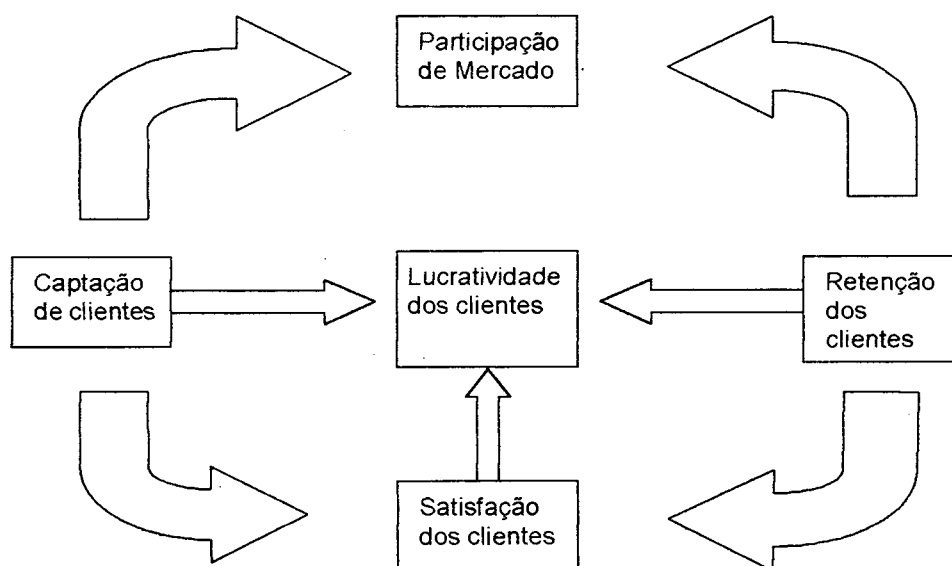 Participação
de Mercado
Captação
de clientes
Lucratividade
dos clientes
Retenção
dos
clientes
Satisfação
dos clientes